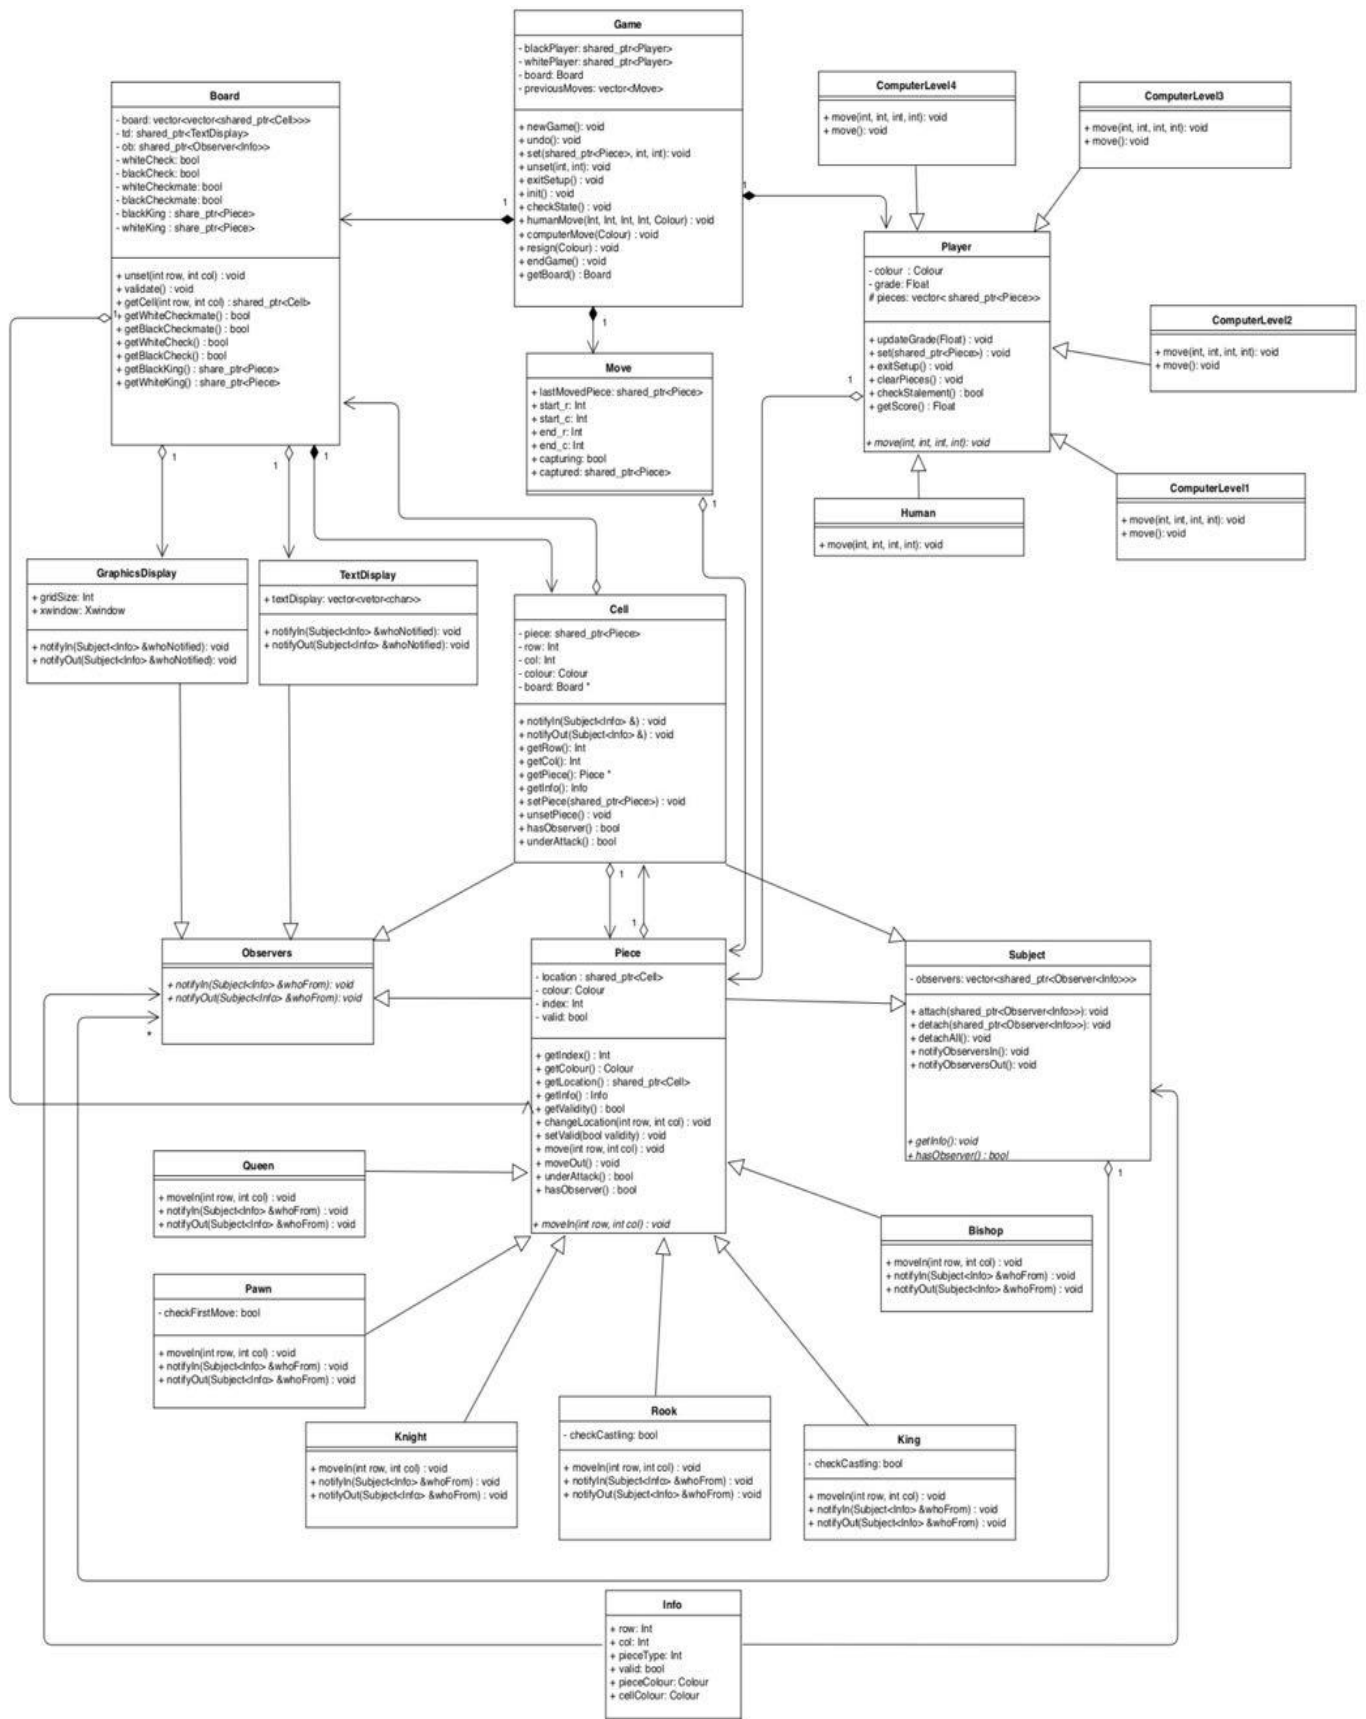 Game
- blackPlayer: shared_ptr<Player>
- whitePlayer: shared_ptr<Player>
- board: Board
- previousMoves: vector<Move>
+ newGame(): void
+ undo(): void
+ set(shared_ptr<Piece>, int, int): void
+ unset(int, int): void
+ exitSetup() : void
+ init() : void
+ checkState() : void
+ humanMove(Int, Int, Int, Int, Colour) : void
+ computerMove(Colour) : void
+ resign(Colour) : void
+ endGame() : void
+ getBoard() : Board
1
1
1
Board
- board: vector<vector<shared_ptr<Cell>>>
- td: shared_ptr<TextDisplay>
- ob: shared_ptr<Observer<Info>>
- whiteCheck: bool
- blackCheck: bool
- whiteCheckmate: bool
- blackCheckmate: bool
- blackKing : share_ptr<Piece>
- whiteKing : share_ptr<Piece>
+ unset(int row, int col) : void
+ validate() : void
+ getCell(int row, int col) : shared_ptr<Cell>
+ getWhiteCheckmate() : bool
+ getBlackCheckmate() : bool
+ getWhiteCheck() : bool
+ getBlackCheck() : bool
+ getBlackKing() : share_ptr<Piece>
+ getWhiteKing() : share_ptr<Piece>
1
1
1
1
ComputerLevel4
+ move(int, int, int, int): void
+ move(): void
ComputerLevel3
+ move(int, int, int, int): void
+ move(): void
Player
- colour : Colour
- grade: Float
# pieces: vector< shared_ptr<Piece>>
+ updateGrade(Float) : void
+ set(shared_ptr<Piece>) : void
+ exitSetup() : void
+ clearPieces() : void
+ checkStalement() : bool
+ getScore() : Float
+ move(int, int, int, int): void
1
ComputerLevel2
+ move(int, int, int, int): void
+ move(): void
Move
+ lastMovedPiece: shared_ptr<Piece>
+ start_r: Int
+ start_c: Int
+ end_r: Int
+ end_c: Int
+ capturing: bool
+ captured: shared_ptr<Piece>
1
ComputerLevel1
+ move(int, int, int, int): void
+ move(): void
Human
+ move(int, int, int, int): void
GraphicsDisplay
+ gridSize: Int
+ xwindow: Xwindow
+ notifyIn(Subject<Info> &whoNotified): void
+ notifyOut(Subject<Info> &whoNotified): void
TextDisplay
+ textDisplay: vector<vetor<char>>
+ notifyIn(Subject<Info> &whoNotified): void
+ notifyOut(Subject<Info> &whoNotified): void
Cell
- piece: shared_ptr<Piece>
- row: Int
- col: Int
- colour: Colour
- board: Board *
+ notifyIn(Subject<Info> &) : void
+ notifyOut(Subject<Info> &) : void
+ getRow(): Int
+ getCol(): Int
+ getPiece(): Piece *
+ getInfo(): Info
+ setPiece(shared_ptr<Piece>) : void
+ unsetPiece() : void
+ hasObserver() : bool
+ underAttack() : bool
1
1
Observers
+ notifyIn(Subject<Info> &whoFrom): void
+ notifyOut(Subject<Info> &whoFrom): void
*
Piece
- location : shared_ptr<Cell>
- colour: Colour
- index: Int
- valid: bool
+ getIndex() : Int
+ getColour() : Colour
+ getLocation() : shared_ptr<Cell>
+ getInfo() : Info
+ getValidity() : bool
+ changeLocation(int row, int col) : void
+ setValid(bool validity) : void
+ move(int row, int col) : void
+ moveOut() : void
+ underAttack() : bool
+ hasObserver() : bool
+ moveIn(int row, int col) : void
Subject
- observers: vector<shared_ptr<Observer<Info>>>
+ attach(shared_ptr<Observer<Info>>): void
+ detach(shared_ptr<Observer<Info>>): void
+ detachAll(): void
+ notifyObserversIn(): void
+ notifyObserversOut(): void
+ getInfo(): void
+ hasObserver() : bool
1
Queen
+ moveIn(int row, int col) : void
+ notifyIn(Subject<Info> &whoFrom) : void
+ notifyOut(Subject<Info> &whoFrom) : void
Bishop
+ moveIn(int row, int col) : void
+ notifyIn(Subject<Info> &whoFrom) : void
+ notifyOut(Subject<Info> &whoFrom) : void
Pawn
- checkFirstMove: bool
+ moveIn(int row, int col) : void
+ notifyIn(Subject<Info> &whoFrom) : void
+ notifyOut(Subject<Info> &whoFrom) : void
Knight
+ moveIn(int row, int col) : void
+ notifyIn(Subject<Info> &whoFrom) : void
+ notifyOut(Subject<Info> &whoFrom) : void
Rook
- checkCastling: bool
+ moveIn(int row, int col) : void
+ notifyIn(Subject<Info> &whoFrom) : void
+ notifyOut(Subject<Info> &whoFrom) : void
King
- checkCastling: bool
+ moveIn(int row, int col) : void
+ notifyIn(Subject<Info> &whoFrom) : void
+ notifyOut(Subject<Info> &whoFrom) : void
Info
+ row: Int
+ col: Int
+ pieceType: Int
+ valid: bool
+ pieceColour: Colour
+ cellColour: Colour